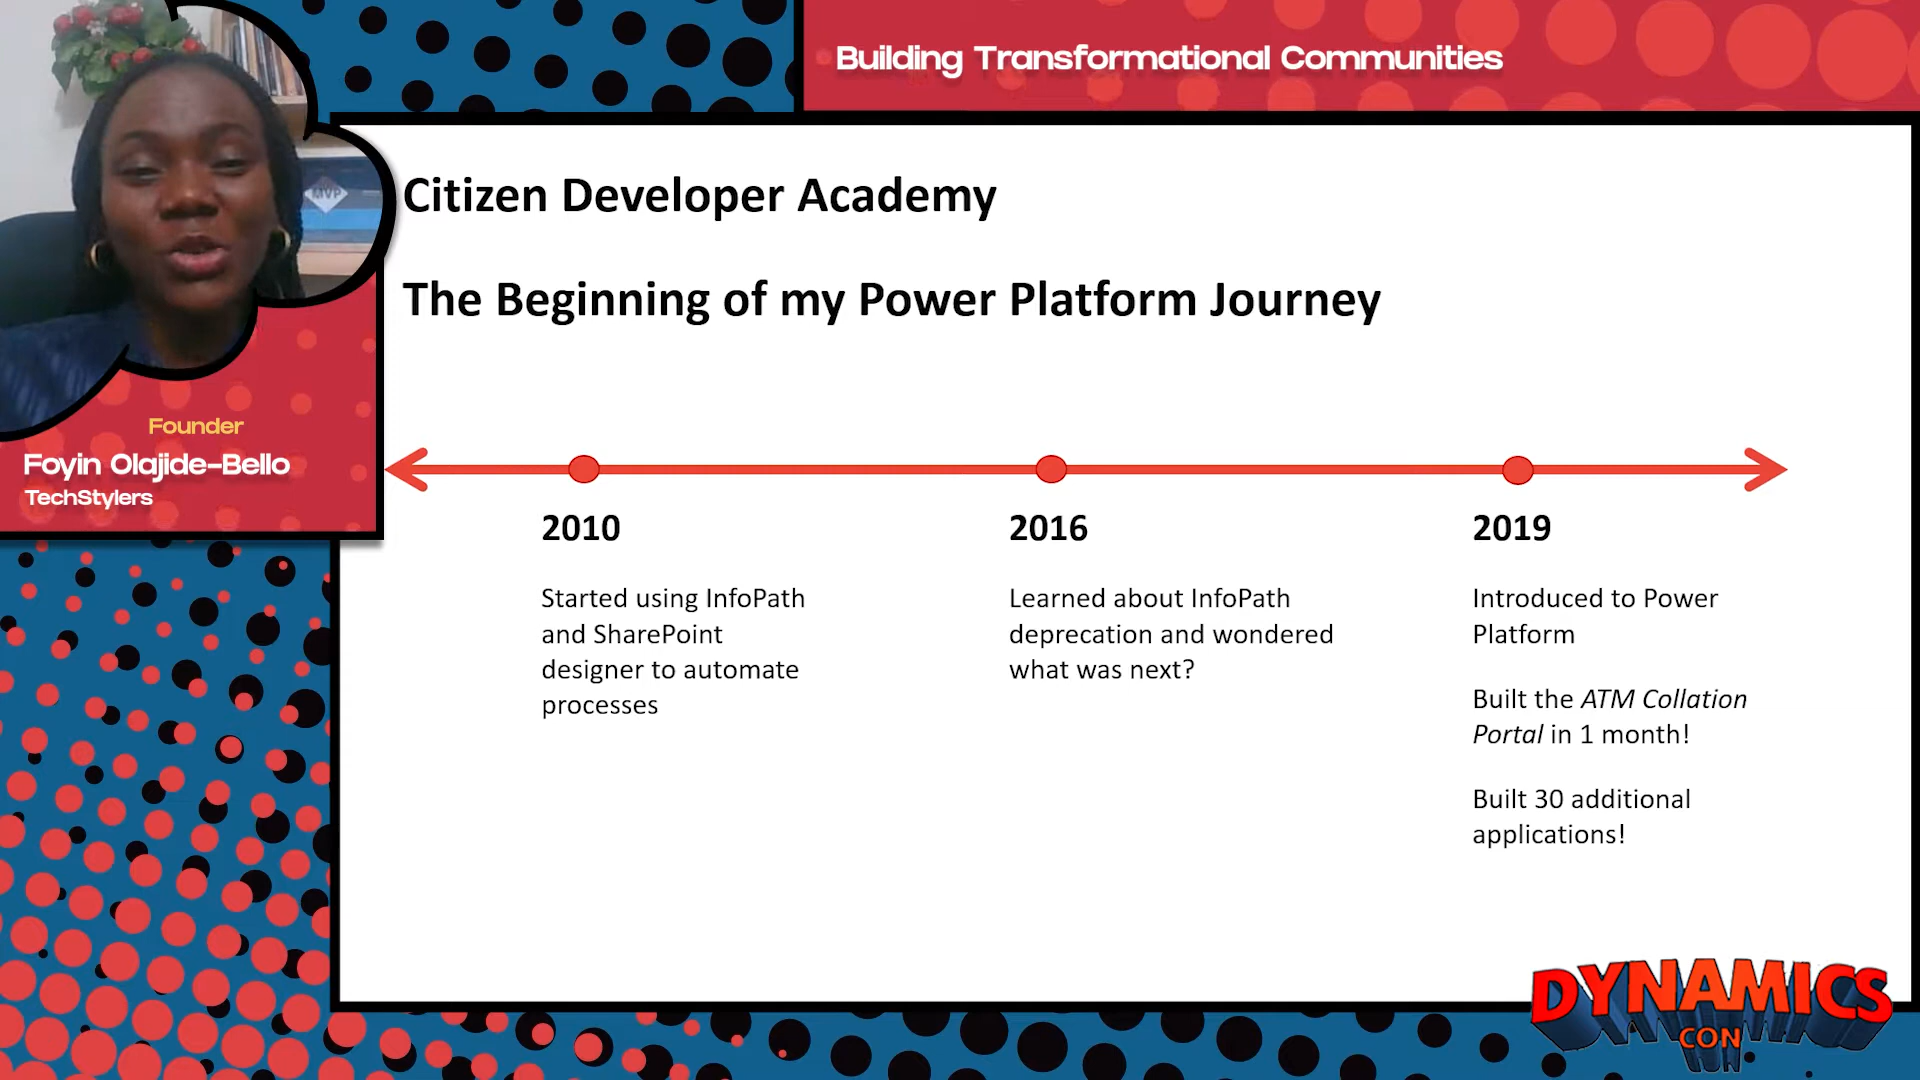 Building Transformational Communities
MVP
Citizen Developer Academy
The Beginning of my Power Platform Journey
Founder
Foyin Olajide-Bello
TechStylers
2010
Started using InfoPath
and SharePoint
designer to automate
processes
2016
Learned about InfoPath
deprecation and wondered
what was next?
2019
Introduced to Power
Platform
Built the ATM Collation
Portal in 1 month!
Built 30 additional
applications!
DYNAMICS
CON